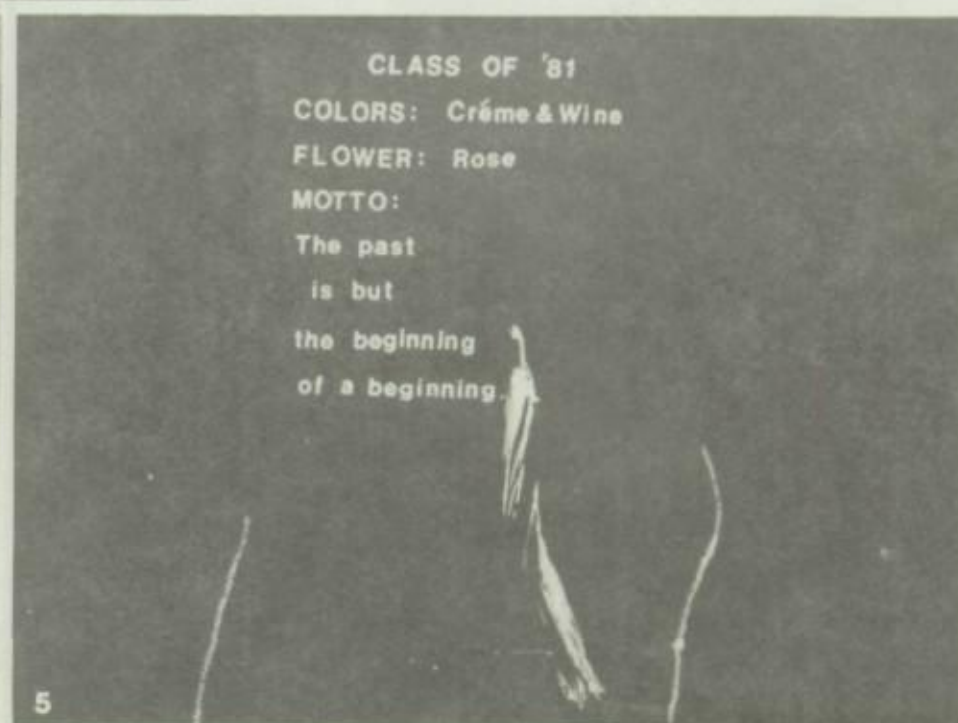 CLASS OF '81
COLORS: Créme & Wine
FLOWER: Rose
MOTTO:
The past
is but
the beginning
of a beginning.
5